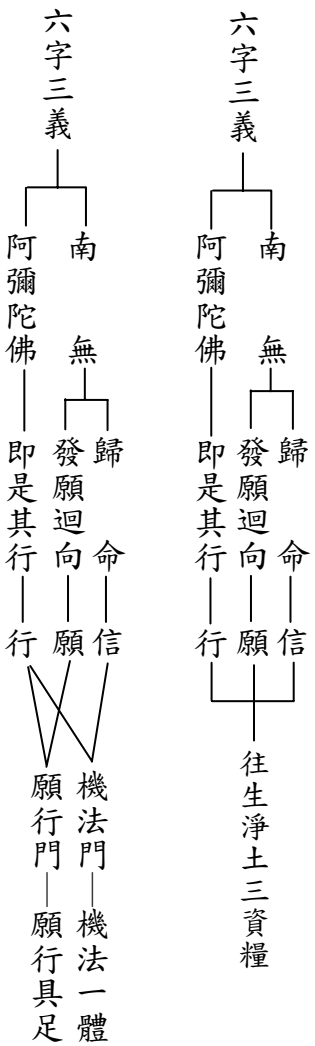 六字三義
南無
歸命
信
發願迴向
願
阿彌陀佛
即是其行
行
往生淨土三資糧
六字三義
南無
歸命
信
發願迴向
願
阿彌陀佛
即是其行
行
機法門—機法一體
願行門—願行具足